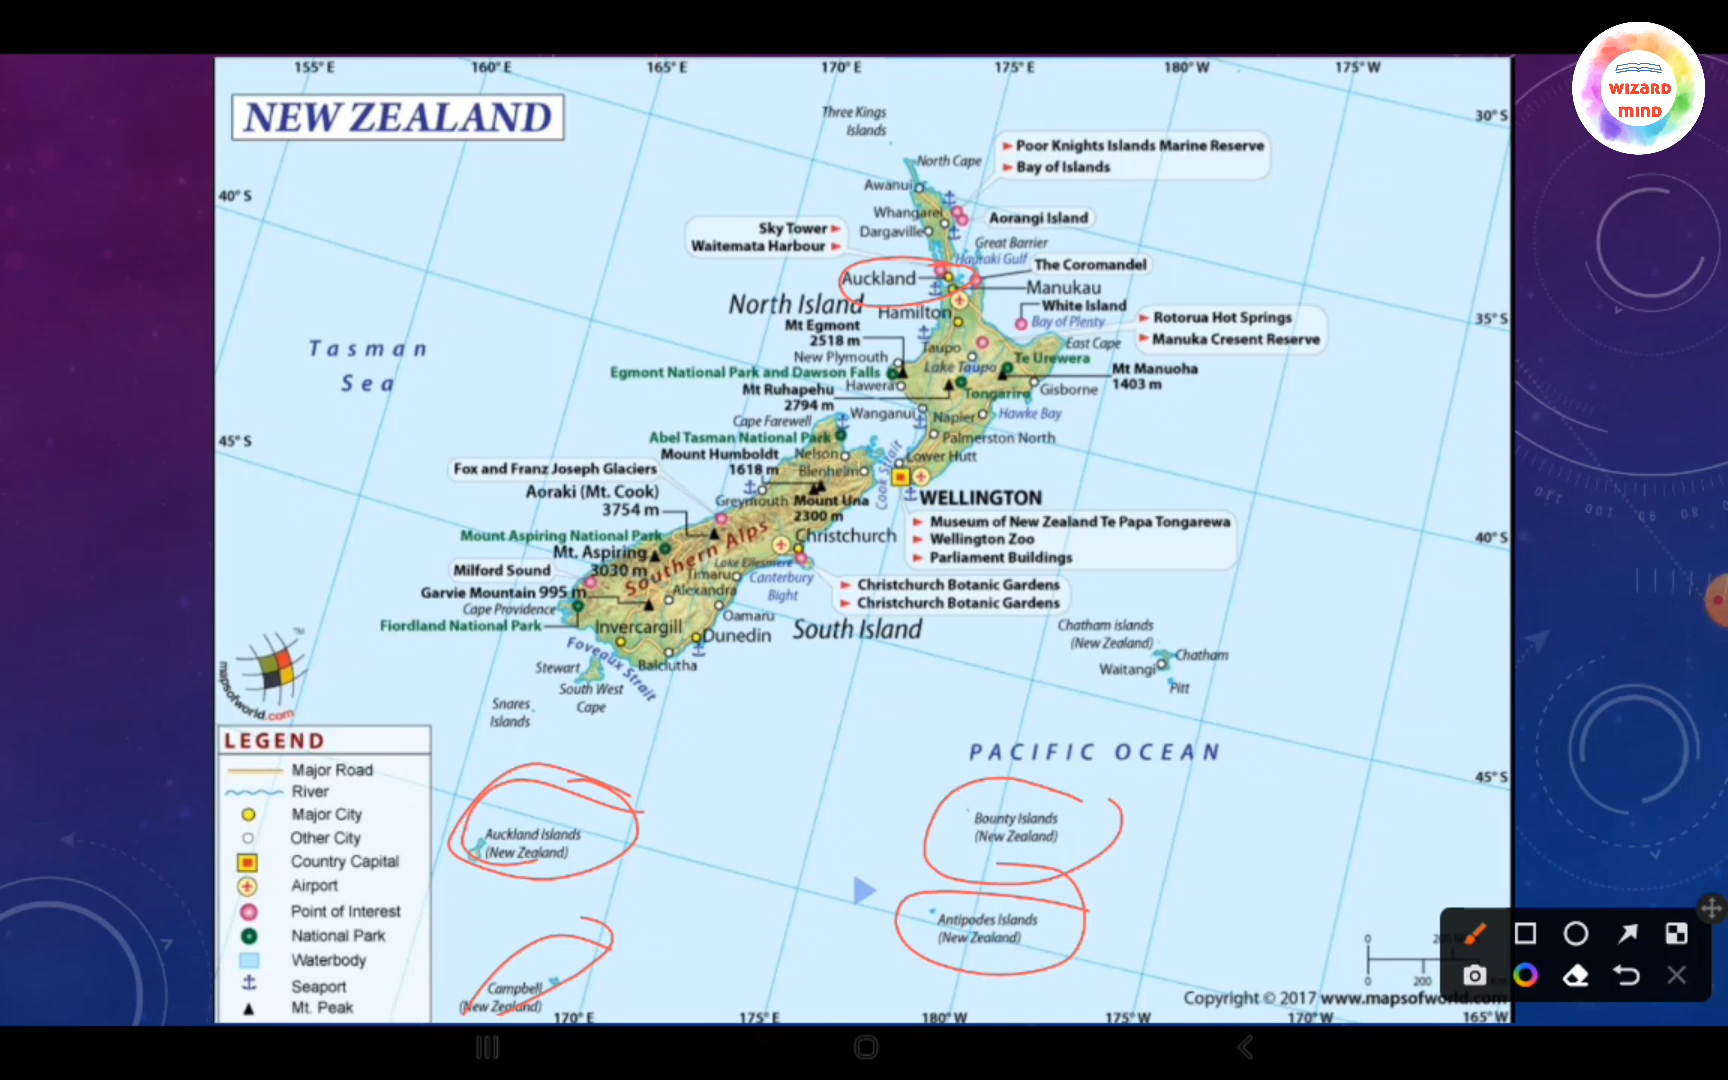 155° E 160° E 165° E 170° E 175° E 180° W 175° W
30° S
WIZARD
MIND
NEW ZEALAND
Three Kings
Islands
North Cape
Poor Knights Islands Marine Reserve
Bay of Islands
40° S
Awanui
Whangarei
Aorangi Island
Dargaville
Sky Tower
Waitemata Harbour
Great Barrier
Hauraki Gulf
The Coromandel
Auckland
Manukau
North Island
White Island
Hamilton
Bay of Plenty
Rotorua Hot Springs
Manuka Cresent Reserve
35° S
Mt Egmont
2518 m
East Cape
Tasman
Sea
Taupo
New Plymouth
Te Urewera
Lake Taupo
Egmont National Park and Dawson Falls
Mt Manuoha
1403 m
Hawera
Gisborne
Mt Ruhapehu
2794 m
Tongariro
Cape Farewell
Wanganui
Napier
Hawke Bay
45° S
Abel Tasman National Park
Palmerston North
Mount Humboldt
1618 m
Nelson
Lower Hutt
Fox and Franz Joseph Glaciers
Blenheim
Cook Strait
Aoraki (Mt. Cook)
3754 m
Greymouth
Mount Una
2300 m
WELLINGTON
Museum of New Zealand Te Papa Tongarewa
Wellington Zoo
Parliament Buildings
Mount Aspiring National Park
Christchurch
40° S
Mt. Aspiring
3030 m
Southern Alps
Lake Ellesmere
Milford Sound
Timaru
Canterbury
Bight
Christchurch Botanic Gardens
Christchurch Botanic Gardens
Garvie Mountain 995 m
Alexandra
Cape Providence
Oamaru
Fiordland National Park
Invercargill
Dunedin
South Island
Chatham islands
(New Zealand)
Chatham
Waitangi
Pitt
Foveaux Strait
Balclutha
Stewart
South West
Cape
Snares
Islands
TM
mapsofworld.com
PACIFIC OCEAN
45° S
LEGEND
Major Road
River
Major City
Other City
Country Capital
Airport
Point of Interest
National Park
Waterbody
Seaport
Mt. Peak
Auckland Islands
(New Zealand)
Bounty Islands
(New Zealand)
Antipodes Islands
(New Zealand)
Campbell
(New Zealand)
0
0 200
Copyright © 2017 www.mapsofworld.com
170° E 175° E 180° W 175° W 170° W 165° W